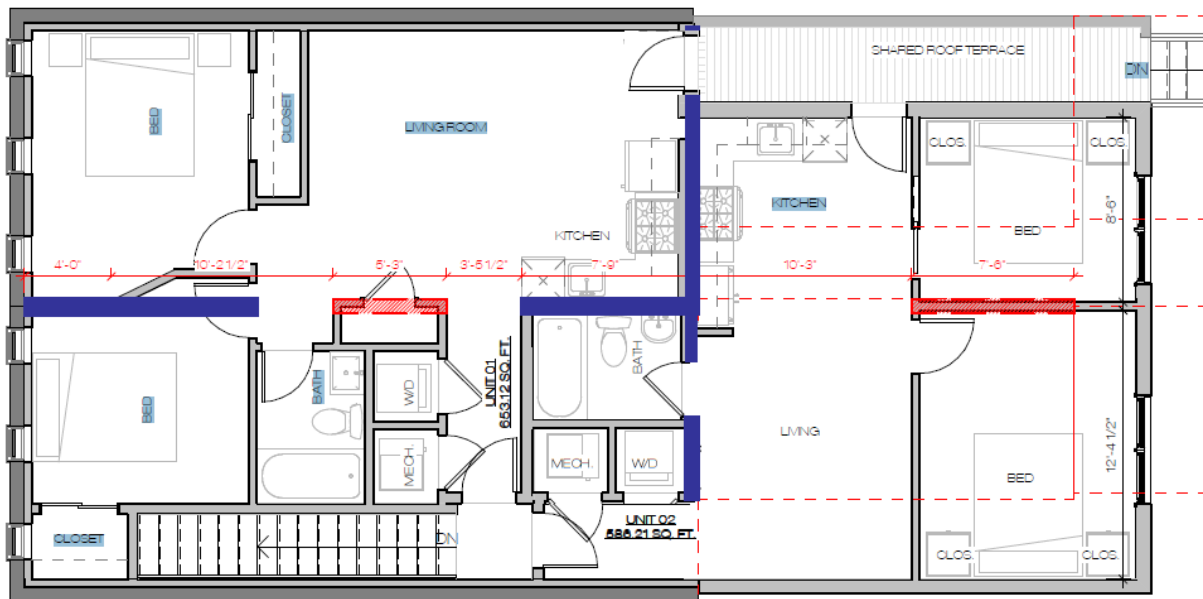 SHARED ROOF TERRACE
DN
BED
CLOSET
LIVING ROOM
CLOS.
CLOS.
KITCHEN
8'-6"
BED
KITCHEN
4'-0"
10'-2 1/2"
5'-3"
3'-5 1/2"
7'-9"
10'-3"
7'-6"
BED
BATH
W/D
UNIT 01
653.12 SQ. FT.
BATH
LIVING
MECH.
MECH.
W/D
BED
12'-4 1/2"
CLOSET
DN
UNIT 02
686.21 SQ. FT.
CLOS.
CLOS.